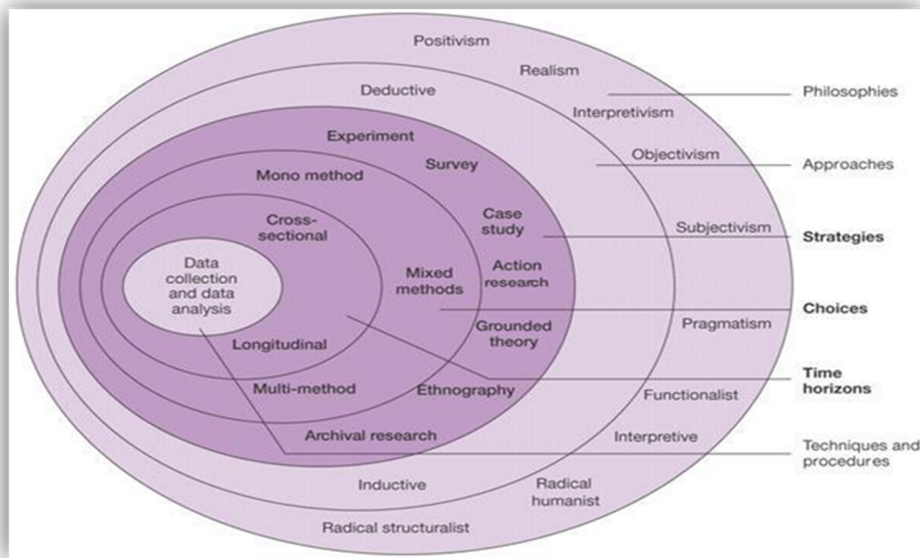 Positivism
Realism
Philosophies
Deductive
Interpretivism
Experiment
Objectivism
Survey
Approaches
Mono method
Cross-
sectional
Case
study
Subjectivism
Strategies
Data
collection
and data
analysis
Mixed
methods
Action
research
Choices
Longitudinal
Grounded
theory
Pragmatism
Time
horizons
Multi-method
Ethnography
Functionalist
Archival research
Interpretive
Techniques and
procedures
Inductive
Radical
humanist
Radical structuralist